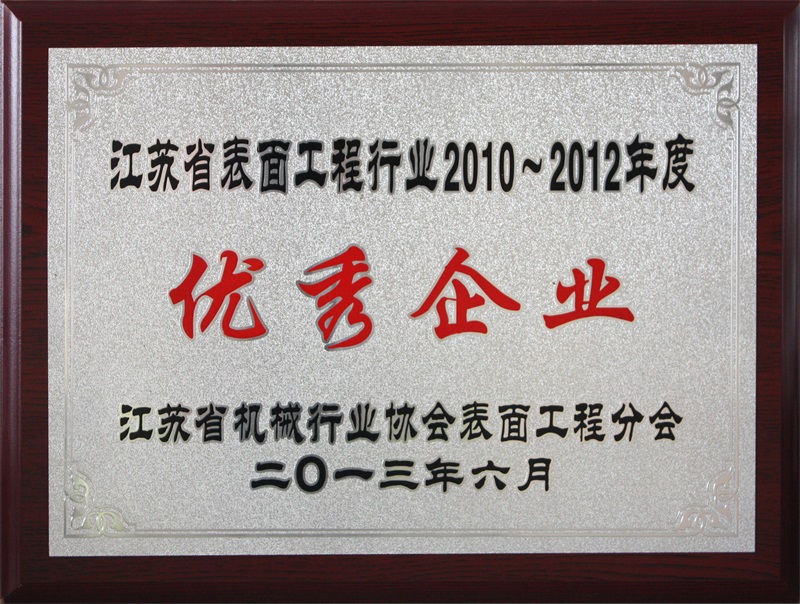 江苏省表面工程行业2010～2012年度
优秀企业
江苏省机械行业协会表面工程分会
二〇一三年六月